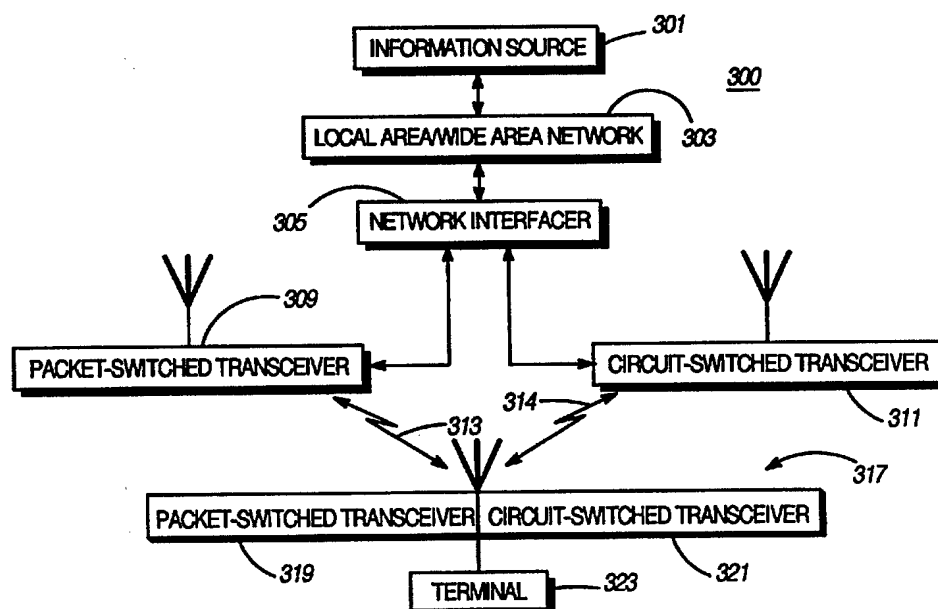 301
INFORMATION SOURCE
300
LOCAL AREA/WIDE AREA NETWORK
303
305
NETWORK INTERFACER
309
PACKET-SWITCHED TRANSCEIVER
CIRCUIT-SWITCHED TRANSCEIVER
313
314
311
317
PACKET-SWITCHED TRANSCEIVER
CIRCUIT-SWITCHED TRANSCEIVER
319
321
TERMINAL
323